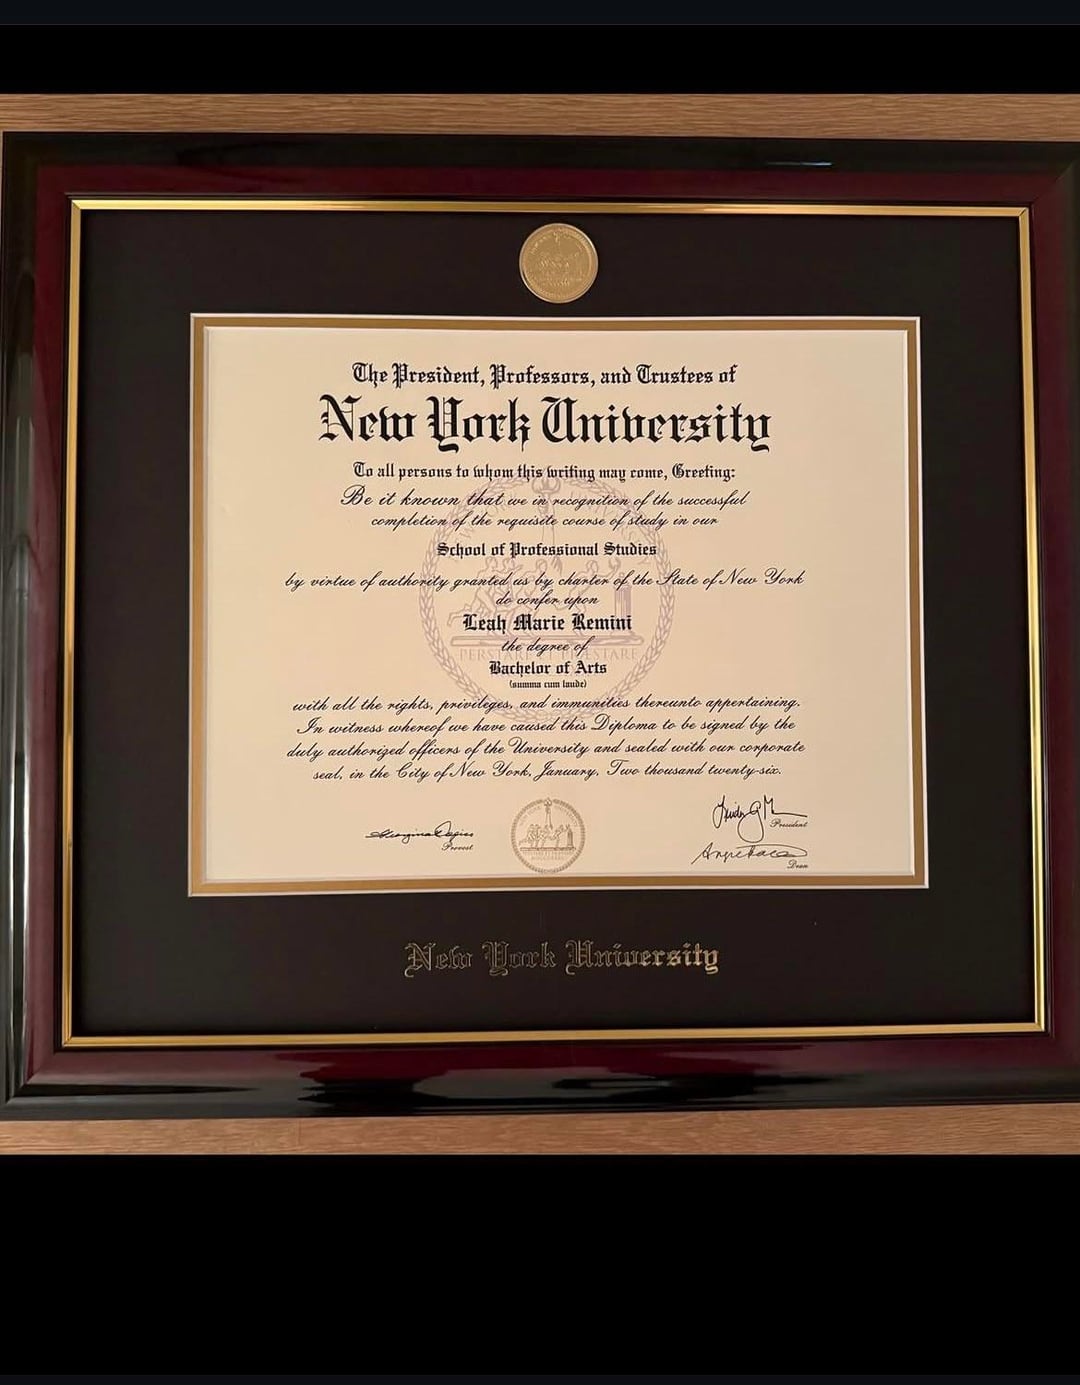 The President, Professors, and Trustees of
New York University
To all persons to whom this writing may come, Greeting:
Be it known that we in recognition of the successful
completion of the requisite course of study in our
School of Professional Studies
by virtue of authority granted us by charter of the State of New York
do confer upon
Leah Marie Remini
the degree of
PERSTARE ET PRAESTARE
Bachelor of Arts
(summa cum laude)
with all the rights, privileges, and immunities thereunto appertaining.
In witness whereof we have caused this Diploma to be signed by the
duly authorized officers of the University and sealed with our corporate
seal, in the City of New York, January, Two thousand twenty-six.
President
Provost
Dean
New York University